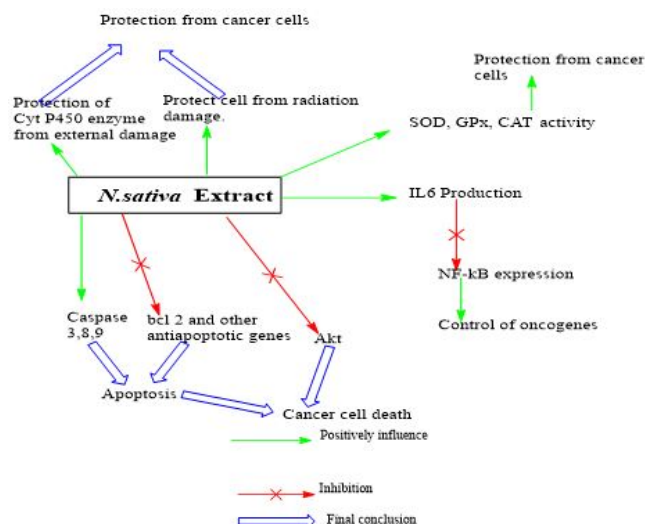 Protection from cancer cells
Protection from cancer
cells
Protection of
Cyt P450 enzyme
from external damage
Protect cell from radiation
damage.
SOD, GPx, CAT activity
N.sativa Extract
IL6 Production
NF-kB expression
Control of oncogenes
Caspase
3,8,9
bcl 2 and other
antiapoptotic genes
Akt
Apoptosis
Cancer cell death
Positively influence
Inhibition
Final conclusion